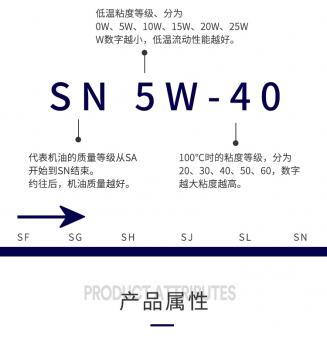 低温粘度等级、分为
0W、5W、10W、15W、20W、25W
W数字越小，低温流动性能越好。
SN 5W-40
代表机油的质量等级从SA
开始到SN结束。
约往后，机油质量越好。
100℃时的粘度等级，分为
20、30、40、50、60，数字
越大粘度越高。
SF SG SH SJ SL SN
PRODUCT ATTRIBUTES
产品属性